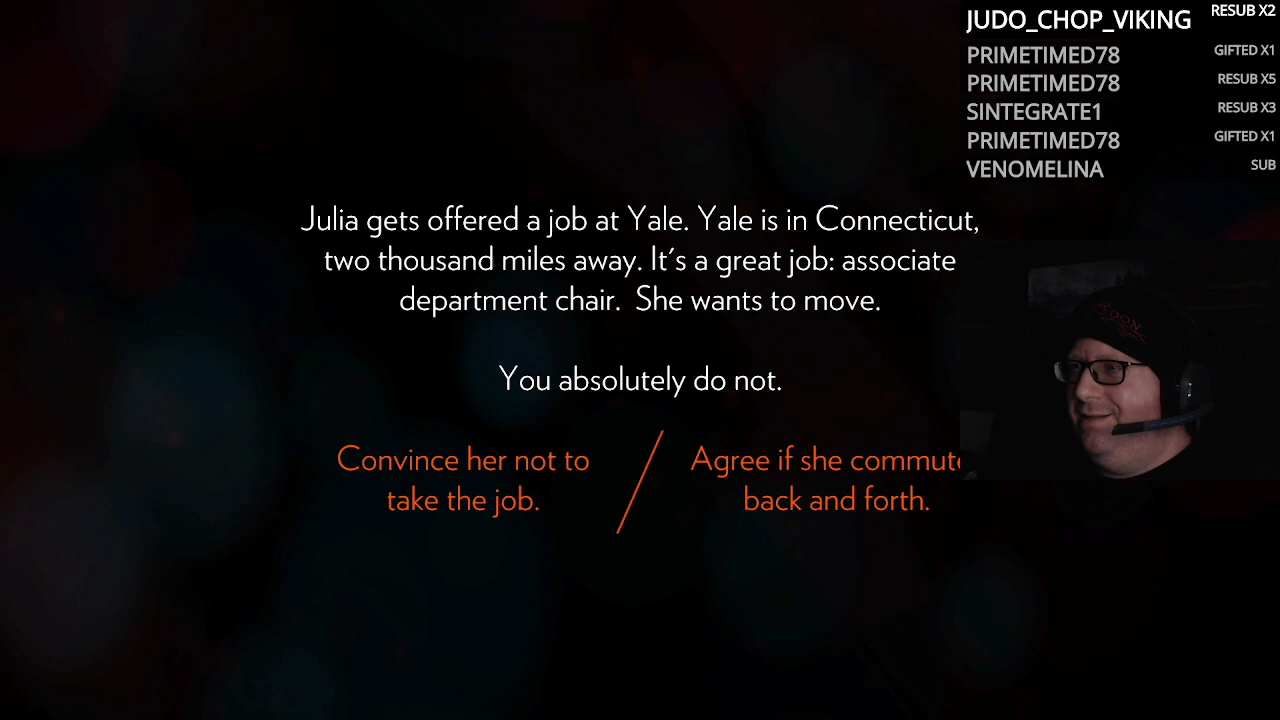 JUDO_CHOP_VIKING RESUB X2
PRIMETIMED78 GIFTED X1
PRIMETIMED78 RESUB X5
SINTEGRATE1 RESUB X3
PRIMETIMED78 GIFTED X1
VENOMELINA SUB
Julia gets offered a job at Yale. Yale is in Connecticut,
two thousand miles away. It's a great job: associate
department chair. She wants to move.
You absolutely do not.
Convince her not to
take the job.
Agree if she commute
back and forth.